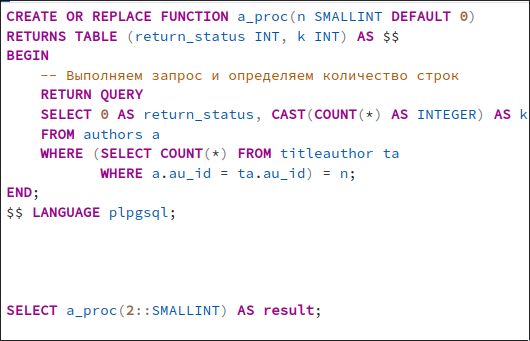 CREATE OR REPLACE FUNCTION a_proc(n SMALLINT DEFAULT 0)
RETURNS TABLE (return_status INT, k INT) AS $$
BEGIN
    -- Выполняем запрос и определяем количество строк
    RETURN QUERY
    SELECT 0 AS return_status, CAST(COUNT(*) AS INTEGER) AS k
    FROM authors a
    WHERE (SELECT COUNT(*) FROM titleauthor ta
           WHERE a.au_id = ta.au_id) = n;
END;
$$ LANGUAGE plpgsql;
SELECT a_proc(2::SMALLINT) AS result;